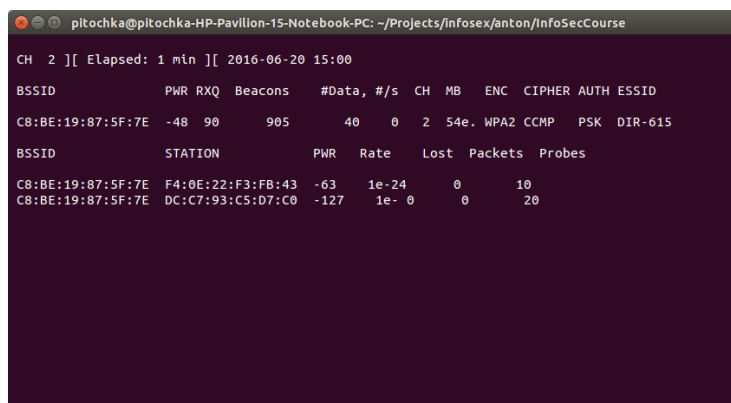 pitochka@pitochka-HP-Pavilion-15-Notebook-PC: ~/Projects/infosex/anton/InfoSecCourse
CH 2 ][ Elapsed: 1 min ][ 2016-06-20 15:00
BSSID PWR RXQ Beacons #Data, #/s CH MB ENC CIPHER AUTH ESSID
C8:BE:19:87:5F:7E -48 90 905 40 0 2 54e. WPA2 CCMP PSK DIR-615
BSSID STATION PWR Rate Lost Packets Probes
C8:BE:19:87:5F:7E F4:0E:22:F3:FB:43 -63 1e-24 0 10
C8:BE:19:87:5F:7E DC:C7:93:C5:D7:C0 -127 1e- 0 0 20